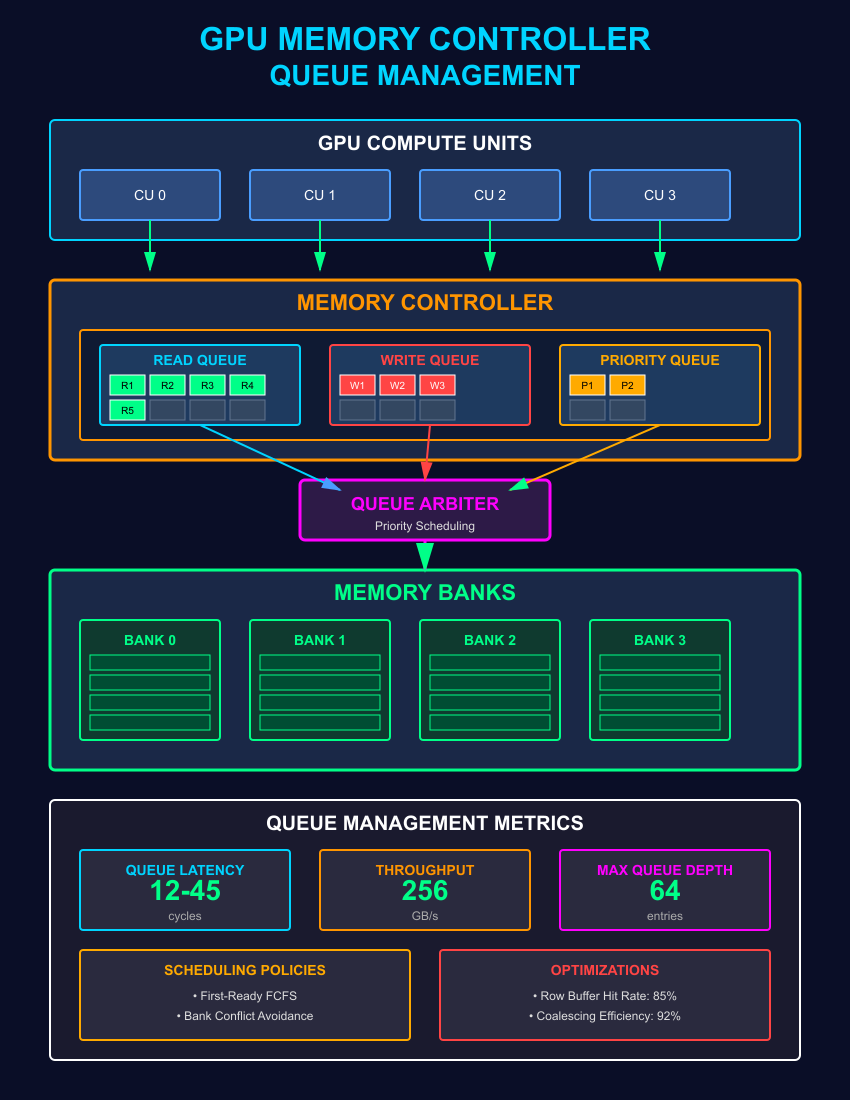 GPU MEMORY CONTROLLER
QUEUE MANAGEMENT
GPU COMPUTE UNITS
CU 0
CU 1
CU 2
CU 3
MEMORY CONTROLLER
READ QUEUE
WRITE QUEUE
PRIORITY QUEUE
R1 R2 R3 R4
W1 W2 W3
P1 P2
R5
QUEUE ARBITER
Priority Scheduling
MEMORY BANKS
BANK 0
BANK 1
BANK 2
BANK 3
QUEUE MANAGEMENT METRICS
QUEUE LATENCY
12-45
cycles
THROUGHPUT
256
GB/s
MAX QUEUE DEPTH
64
entries
SCHEDULING POLICIES
• First-Ready FCFS
• Bank Conflict Avoidance
OPTIMIZATIONS
• Row Buffer Hit Rate: 85%
• Coalescing Efficiency: 92%